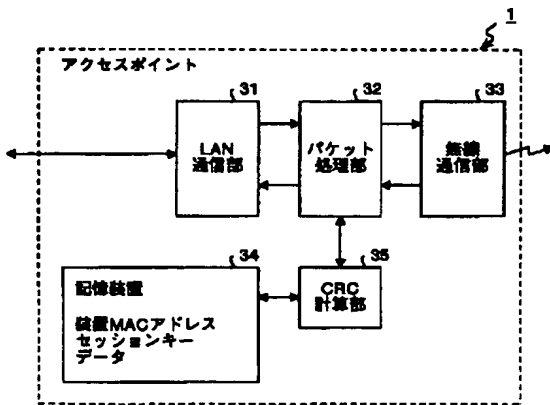 1
アクセスポイント
31
32
33
LAN
通信部
パケット
処理部
無線
通信部
34
35
記憶装置
装置MACアドレス
セッションキー
データ
CRC
計算部